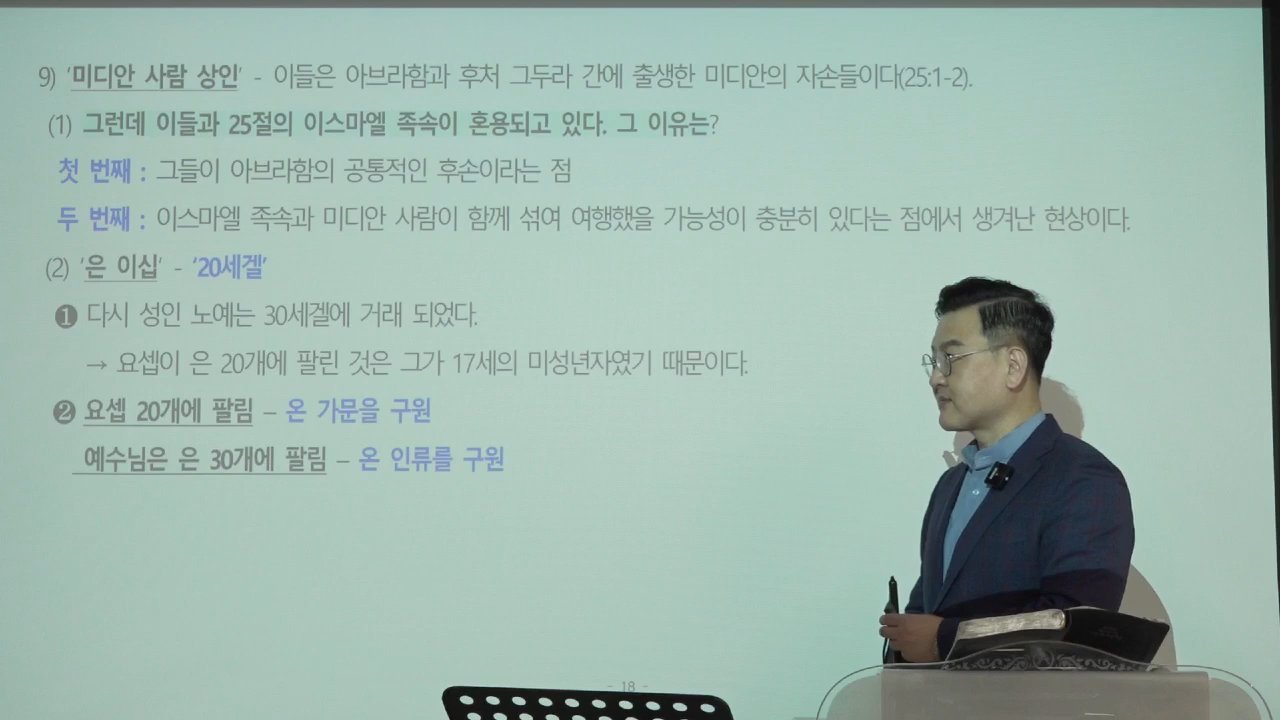 9) '미디안 사람 상인' - 이들은 아브라함과 후처 그두라 간에 출생한 미디안의 자손들이다(25:1-2).
(1) 그런데 이들과 25절의 이스마엘 족속이 혼용되고 있다. 그 이유는?
첫 번째 : 그들이 아브라함의 공통적인 후손이라는 점
두 번째 : 이스마엘 족속과 미디안 사람이 함께 섞여 여행했을 가능성이 충분히 있다는 점에서 생겨난 현상이다.
(2) '은 이십' - '20세겔'
❶ 다시 성인 노예는 30세겔에 거래 되었다.
→ 요셉이 은 20개에 팔린 것은 그가 17세의 미성년자였기 때문이다.
❷ 요셉 20개에 팔림 – 온 가문을 구원
예수님은 은 30개에 팔림 – 온 인류를 구원
- 18 -